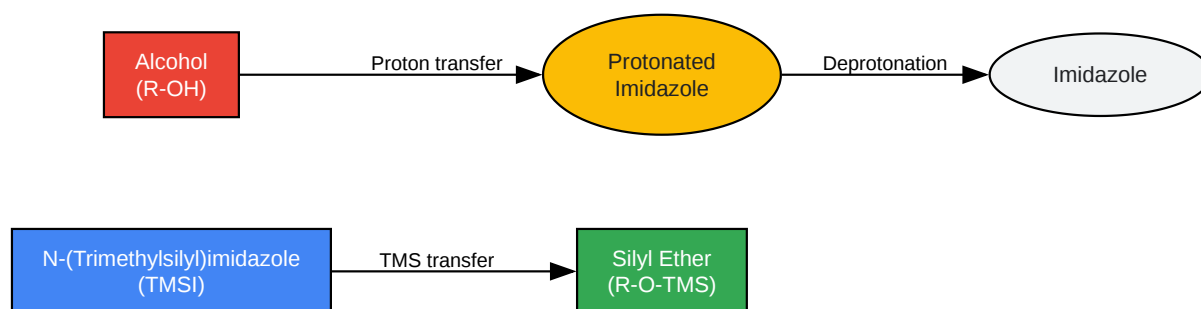 Alcohol
(R-OH)
Proton transfer
Protonated
Imidazole
Deprotonation
Imidazole
N-(Trimethylsilyl)imidazole
(TMSI)
TMS transfer
Silyl Ether
(R-O-TMS)